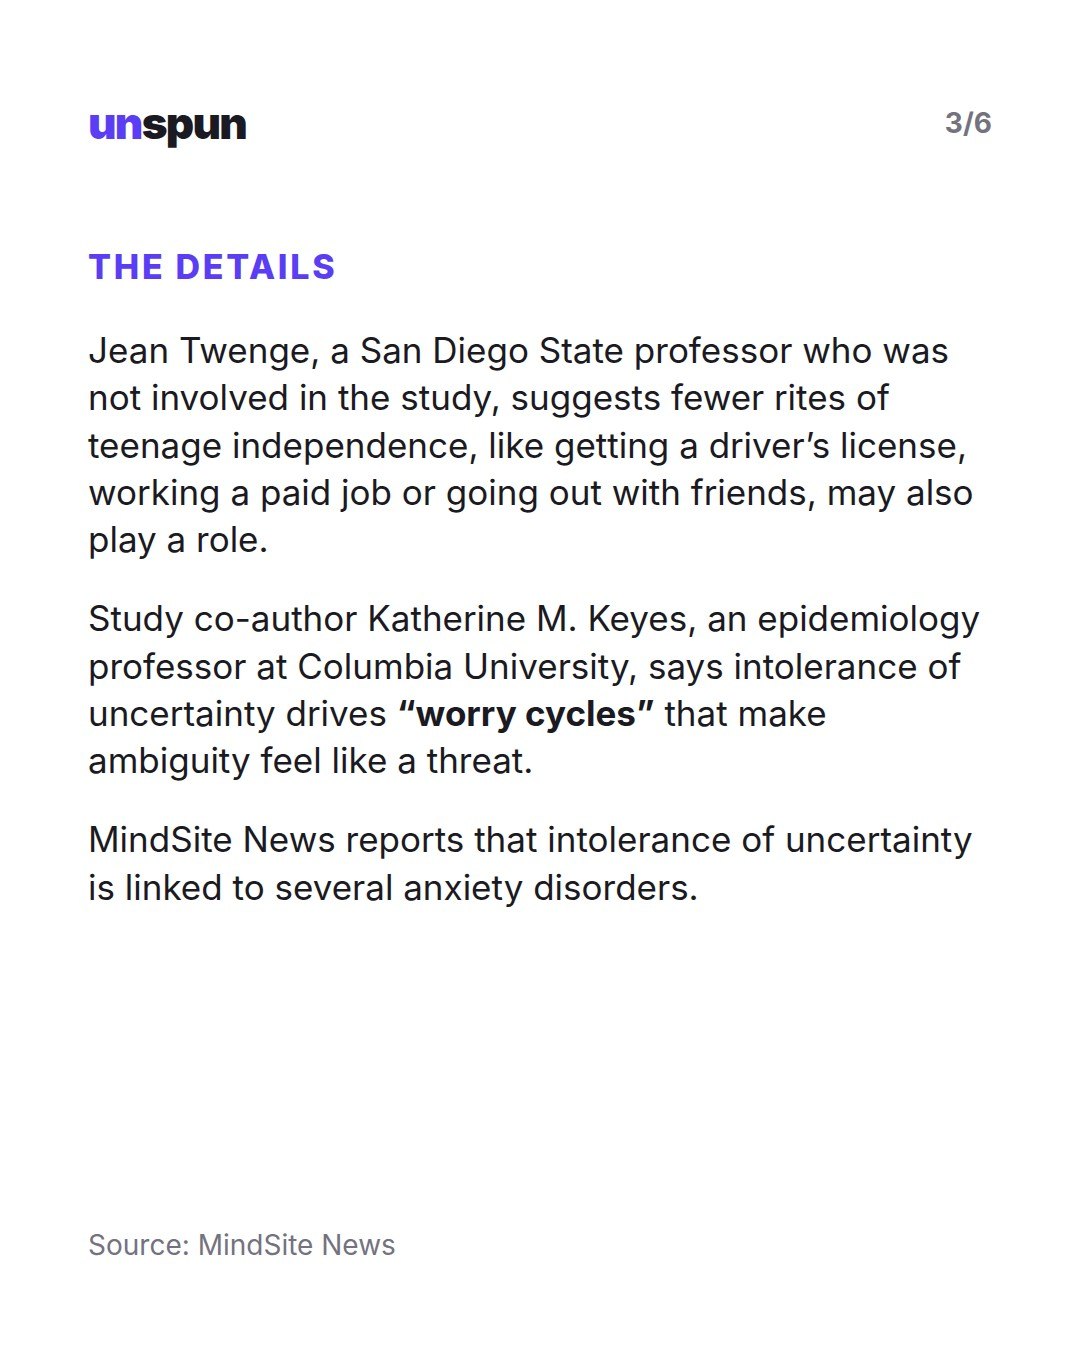 unspun
3/6
THE DETAILS
Jean Twenge, a San Diego State professor who was
not involved in the study, suggests fewer rites of
teenage independence, like getting a driver’s license,
working a paid job or going out with friends, may also
play a role.
Study co-author Katherine M. Keyes, an epidemiology
professor at Columbia University, says intolerance of
uncertainty drives “worry cycles” that make
ambiguity feel like a threat.
MindSite News reports that intolerance of uncertainty
is linked to several anxiety disorders.
Source: MindSite News